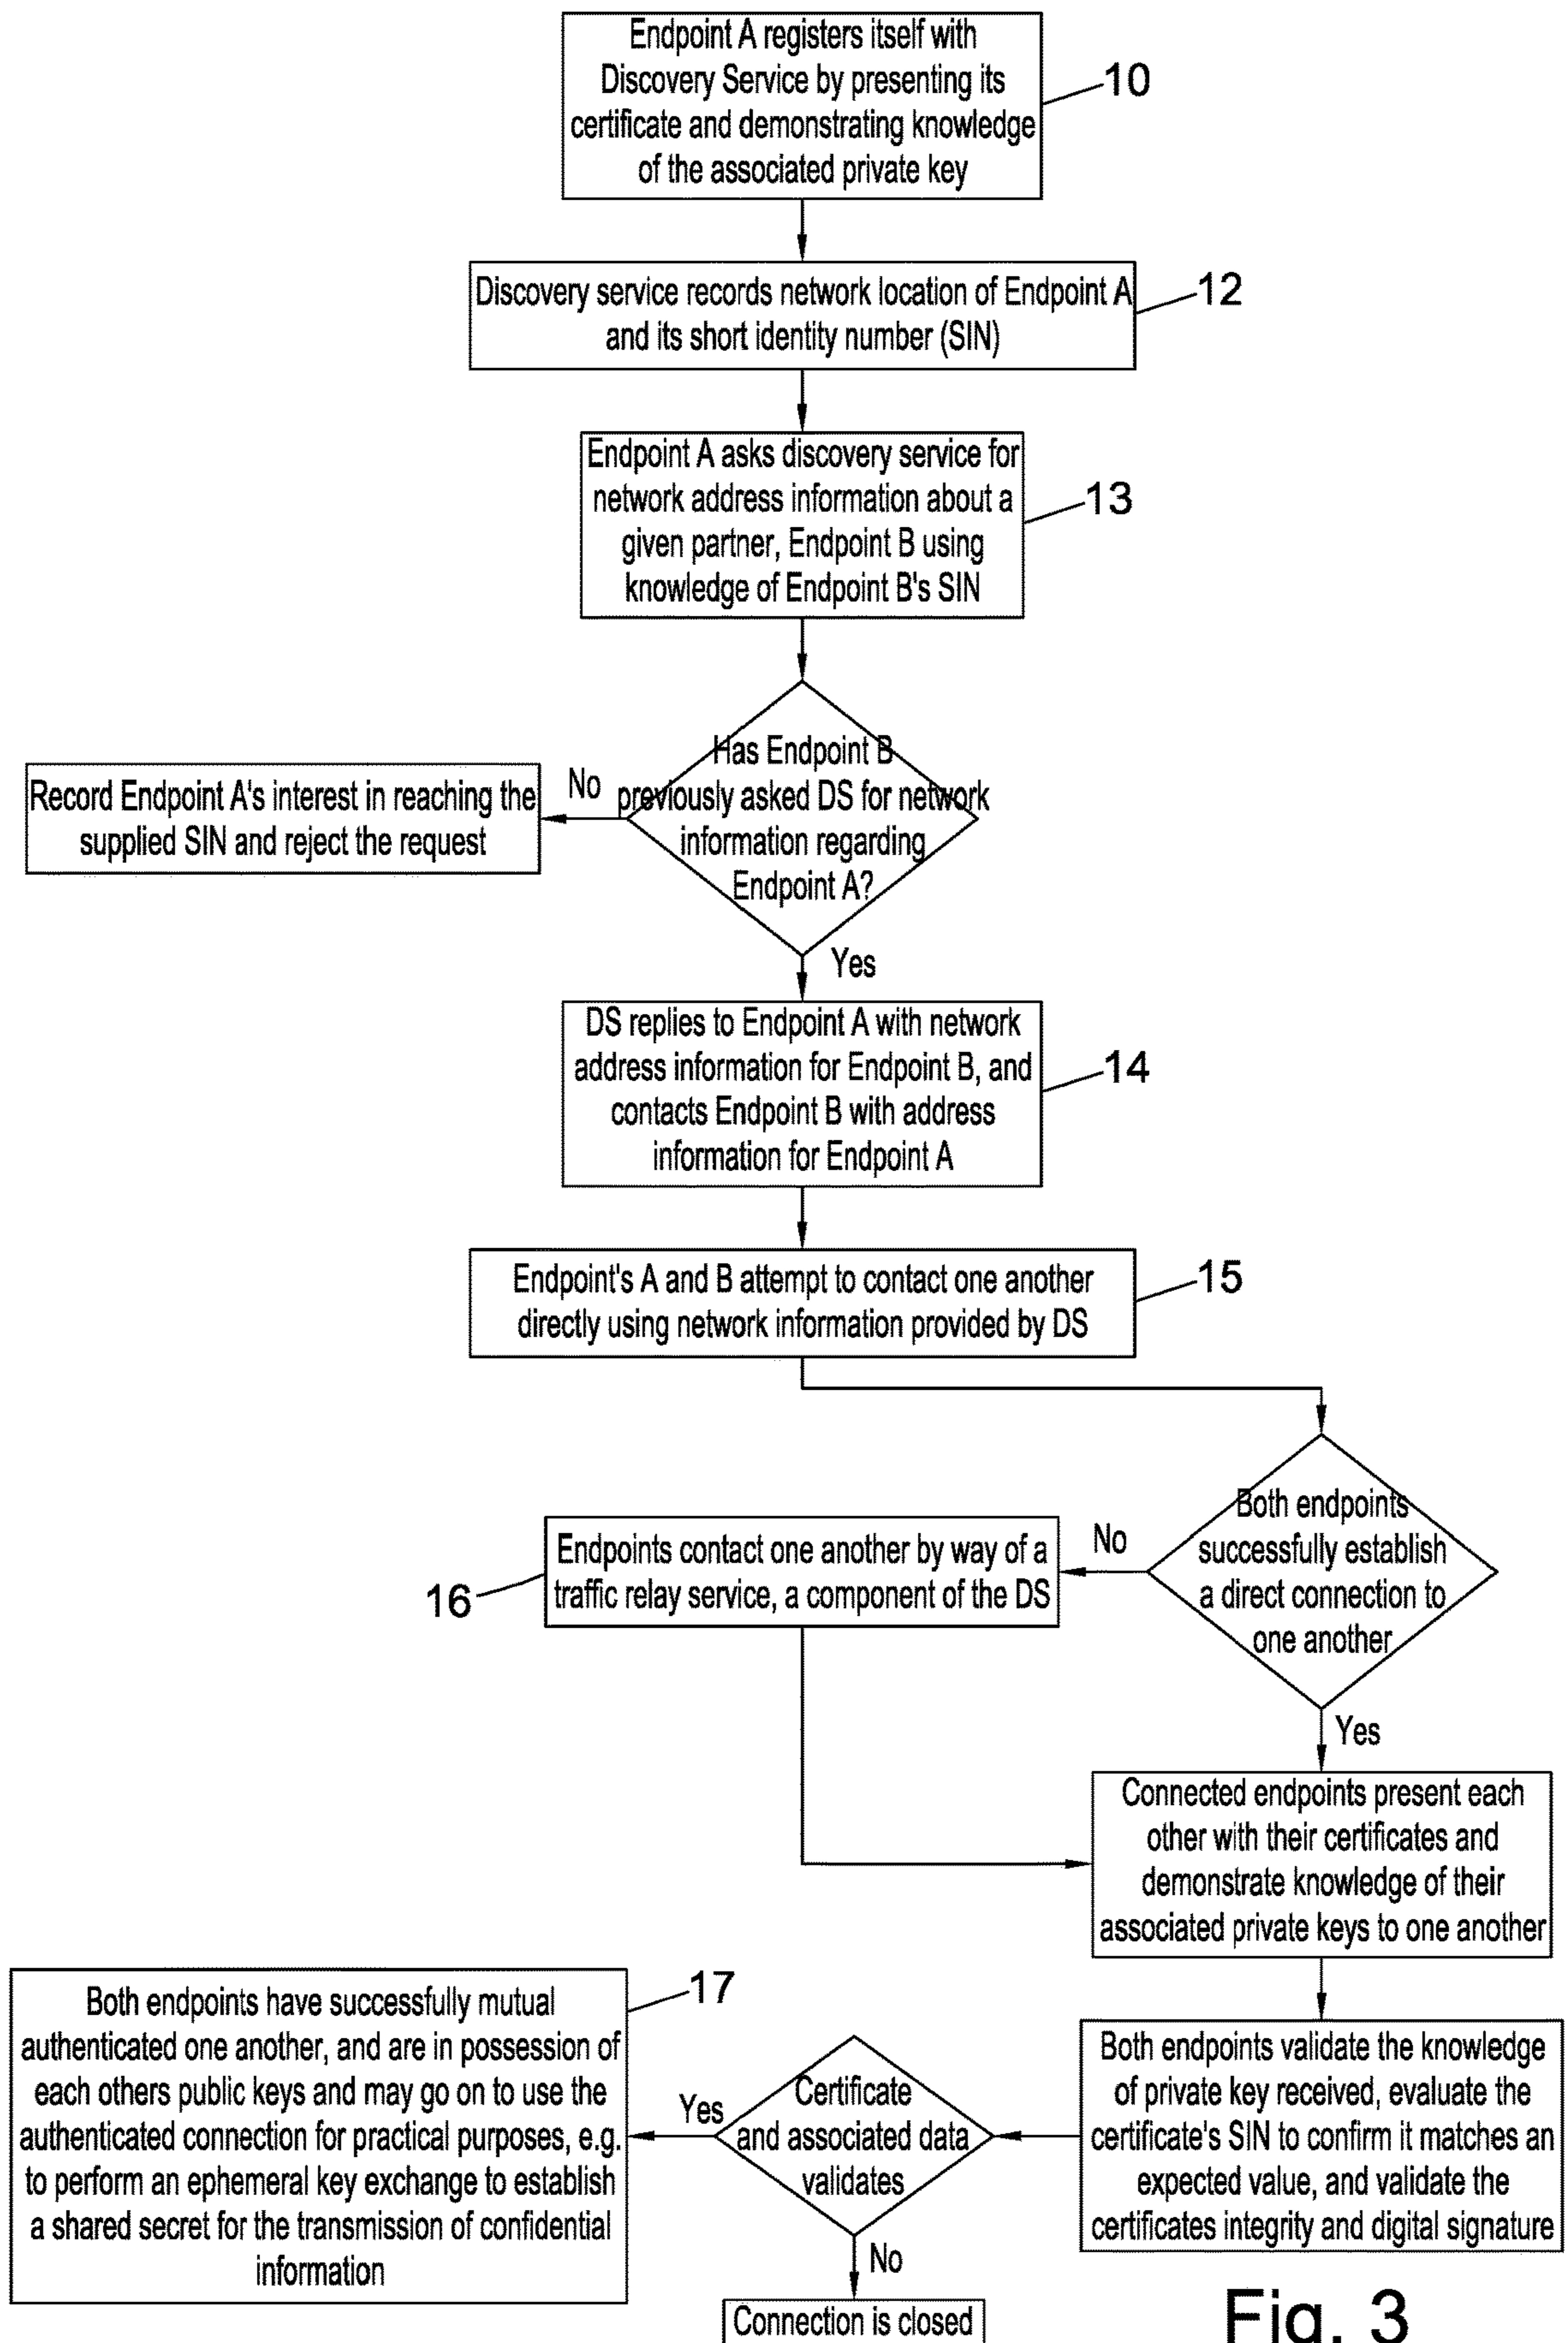 Endpoint A registers itself with
Discovery Service by presenting its
certificate and demonstrating knowledge
of the associated private key
10
Discovery service records network location of Endpoint A
and its short identity number (SIN)
12
Endpoint A asks discovery service for
network address information about a
given partner, Endpoint B using
knowledge of Endpoint B's SIN
13
Has Endpoint B
previously asked DS for network
information regarding
Endpoint A?
No
Record Endpoint A's interest in reaching the
supplied SIN and reject the request
Yes
DS replies to Endpoint A with network
address information for Endpoint B, and
contacts Endpoint B with address
information for Endpoint A
14
Endpoint's A and B attempt to contact one another
directly using network information provided by DS
15
Both endpoints
successfully establish
a direct connection to
one another
No
Endpoints contact one another by way of a
traffic relay service, a component of the DS
16
Yes
Connected endpoints present each
other with their certificates and
demonstrate knowledge of their
associated private keys to one another
Both endpoints validate the knowledge
of private key received, evaluate the
certificate's SIN to confirm it matches an
expected value, and validate the
certificates integrity and digital signature
Certificate
and associated data
validates
Yes
Both endpoints have successfully mutual
authenticated one another, and are in possession of
each others public keys and may go on to use the
authenticated connection for practical purposes, e.g.
to perform an ephemeral key exchange to establish
a shared secret for the transmission of confidential
information
17
No
Connection is closed
Fig. 3